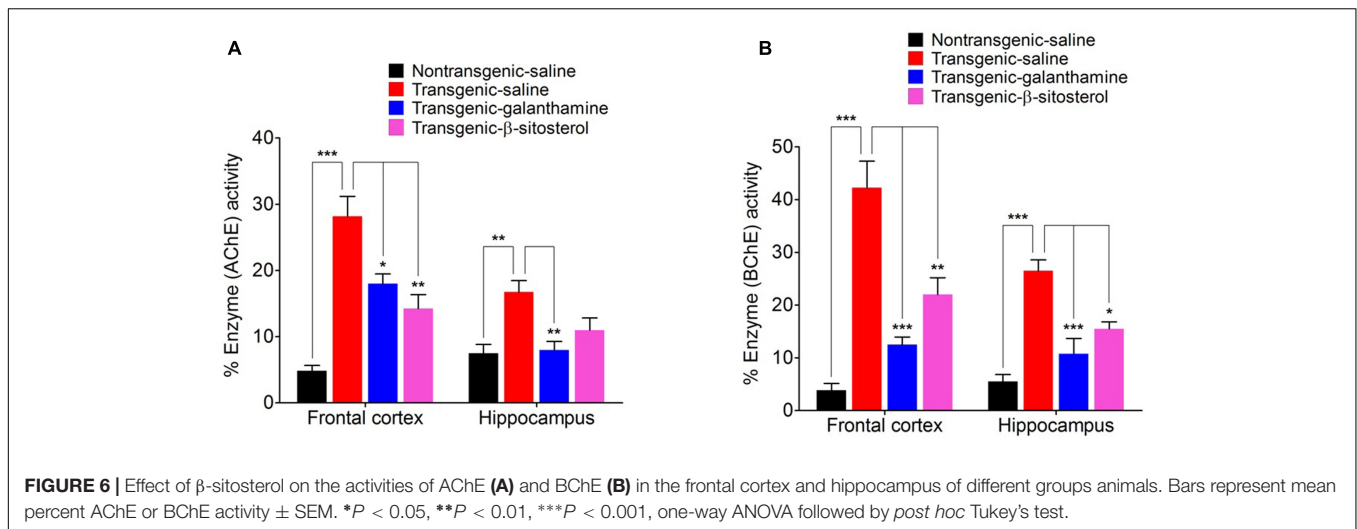 A
Nontransgenic-saline
Transgenic-saline
Transgenic-galanthamine
Transgenic-β-sitosterol
% Enzyme (AChE) activity
40
30
20
10
0
***
*
**
**
**
Frontal cortex
Hippocampus
B
Nontransgenic-saline
Transgenic-saline
Transgenic-galanthamine
Transgenic-β-sitosterol
% Enzyme (BChE) activity
50
40
30
20
10
0
***
***
**
***
***
*
Frontal cortex
Hippocampus
FIGURE 6 | Effect of β-sitosterol on the activities of AChE (A) and BChE (B) in the frontal cortex and hippocampus of different groups animals. Bars represent mean
percent AChE or BChE activity ± SEM. *P < 0.05, **P < 0.01, ***P < 0.001, one-way ANOVA followed by post hoc Tukey's test.